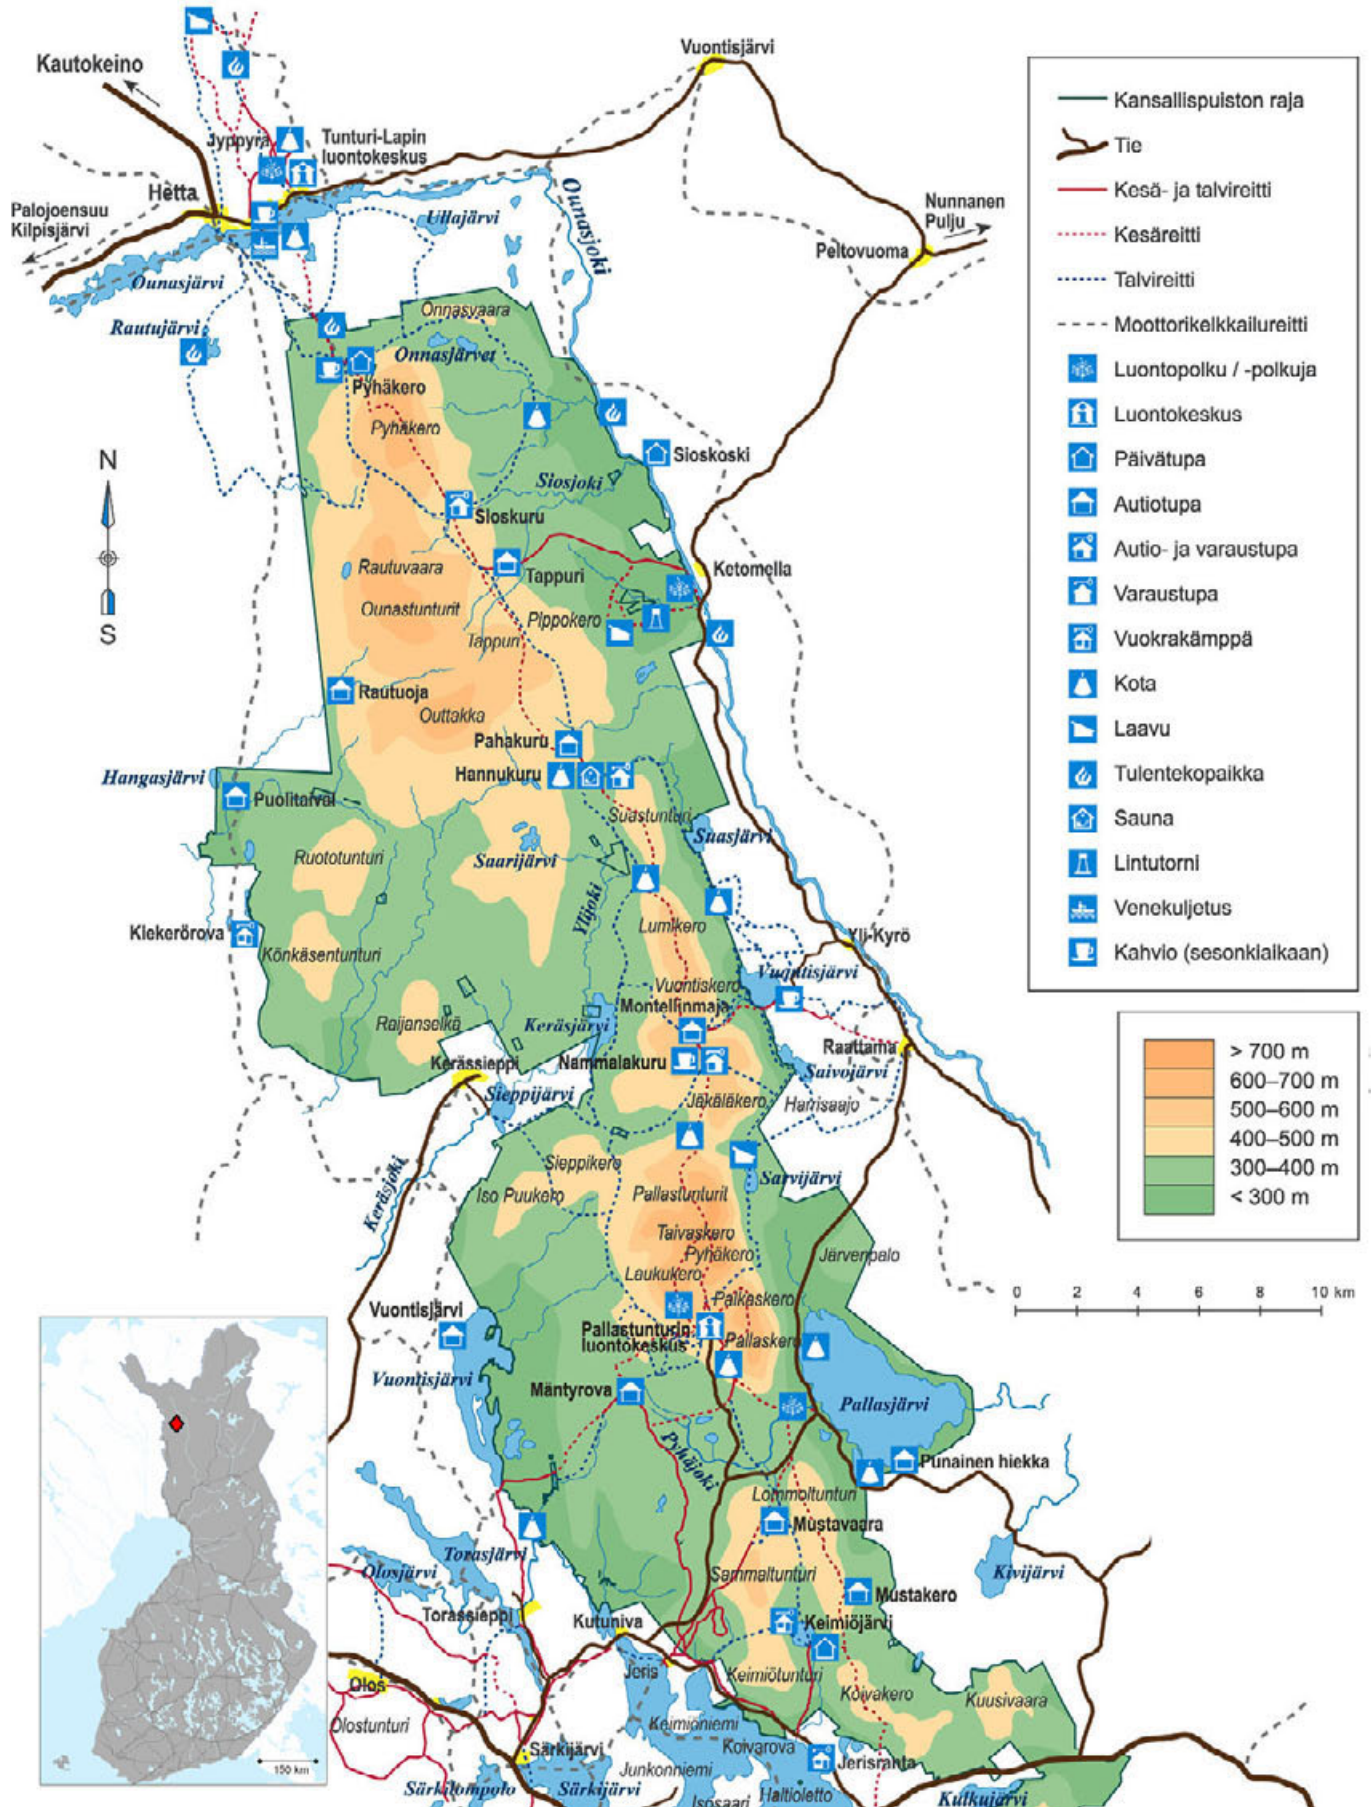 Vuontisjärvi
Kautokeino
Jyppyrä
Tunturi-Lapin
luontokeskus
Hetta
Palojoensuu
Kilpisjärvi
Ullajärvi
Ounasjoki
Nunnanen
Pulju
Peltovuoma
Ounasjärvi
Rautujärvi
Onnasvaara
Onnasjärvet
Pyhäkero
Pyhäkero
N
S
Sioskoski
Siosjoki
Sioskuru
Tappuri
Ketomella
Rautuvaara
Ounastunturit
Pippokero
Tappuri
Rautuoja
Outtakka
Pahakuru
Hannukuru
Hangasjärvi
Puolitaival
Suastunturi
Suasjärvi
Ruototunturi
Saarijärvi
Ylijoki
Kiekerörova
Könkäsentunturi
Lumikero
Yli-Kyrö
Vuontisjärvi
Vuontiskero
Montellinmaja
Raijanselkä
Keräsjärvi
Nammalakuru
Raattama
Saivojärvi
Kerässieppi
Sieppijärvi
Jäkäläkero
Harrisaajo
Keräsjoki
Sieppikero
Iso Puukero
Sarvijärvi
Pallastunturit
Taivaskero
Pyhäkero
Järvenpalo
Laukukero
Palkaskero
Vuontisjärvi
Pallastunturin
luontokeskus
Pallaskero
Vuontisjärvi
Mäntyrova
Pallasjärvi
Pyhäjoki
Punainen hiekka
Lommoltunturi
Mustavaara
Torasjärvi
Olosjärvi
Sammaltunturi
Kivijärvi
Mustakero
Torassieppi
Kutuniva
Keimiöjärvi
Jeris
Keimiötunturi
Olos
Koivakero
Kuusivaara
Olostunturi
Keimiöniemi
Särkijärvi
Koivarova
Junkonniemi
Jerisranta
Särkilompolo
Särkijärvi
Isosaari
Haltioletto
Kulkujärvi
Kansallispuiston raja
Tie
Kesä- ja talvireitti
Kesäreitti
Talvireitti
Moottorikelkkailureitti
Luontopolku / -polkuja
Luontokeskus
Päivätupa
Autiotupa
Autio- ja varaustupa
Varaustupa
Vuokrakämppä
Kota
Laavu
Tulentekopaikka
Sauna
Lintutorni
Venekuljetus
Kahvio (sesonkiaikaan)
> 700 m
600–700 m
500–600 m
400–500 m
300–400 m
< 300 m
0 2 4 6 8 10 km
150 km